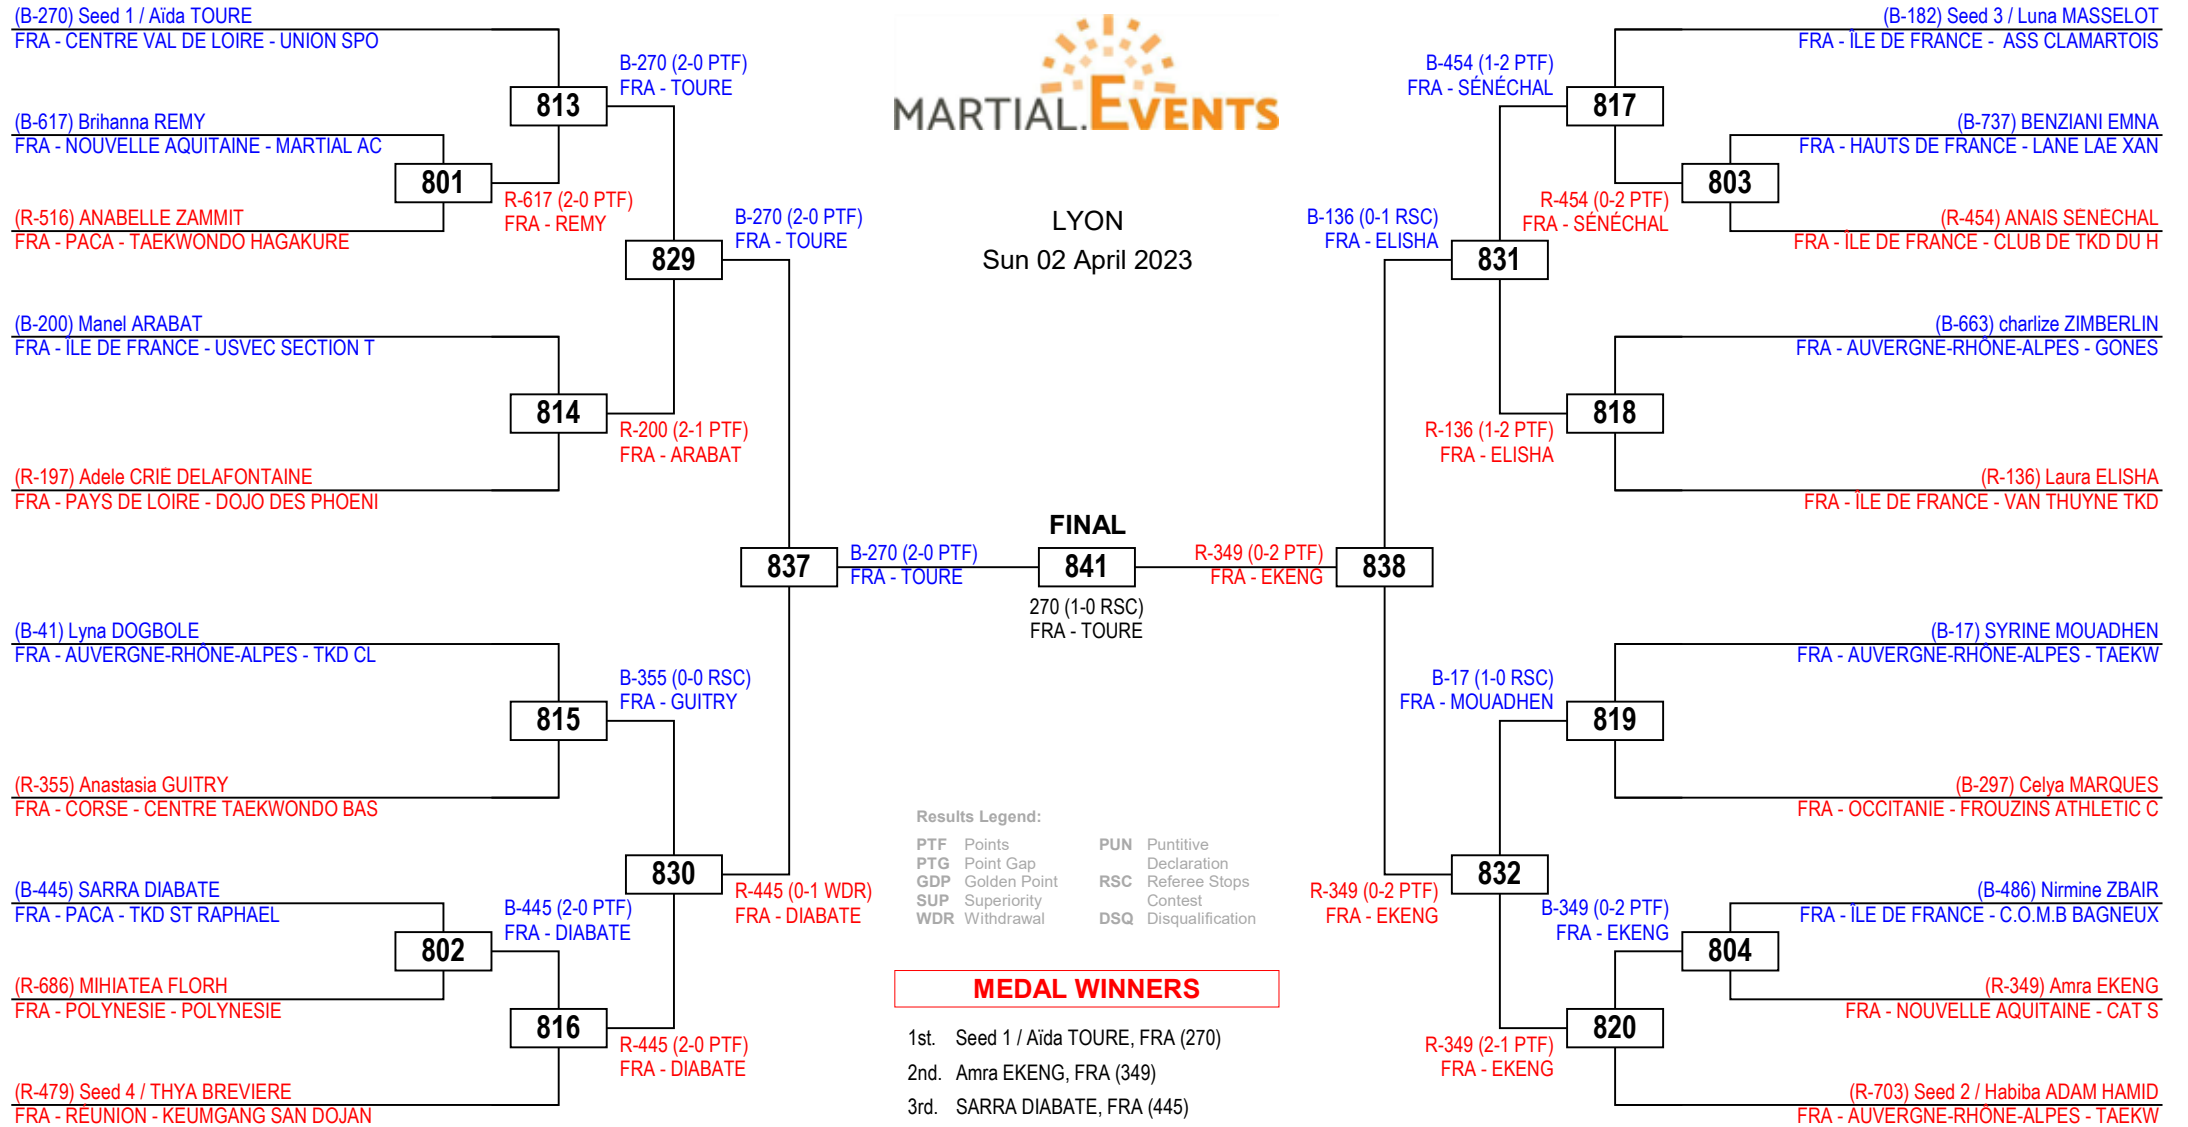 (B-270) Seed 1 / Aïda TOURE
FRA - CENTRE VAL DE LOIRE - UNION SPO
(B-617) Brihanna REMY
FRA - NOUVELLE AQUITAINE - MARTIAL AC
(R-516) ANABELLE ZAMMIT
FRA - PACA - TAEKWONDO HAGAKURE
(B-200) Manel ARABAT
FRA - ÎLE DE FRANCE - USVEC SECTION T
(R-197) Adele CRIÉ DELAFONTAINE
FRA - PAYS DE LOIRE - DOJO DES PHOENI
(B-41) Lyna DOGBOLE
FRA - AUVERGNE-RHÔNE-ALPES - TKD CL
(R-355) Anastasia GUITRY
FRA - CORSE - CENTRE TAEKWONDO BAS
(B-445) SARRA DIABATE
FRA - PACA - TKD ST RAPHAEL
(R-686) MIHIATEA FLORH
FRA - POLYNESIE - POLYNESIE
(R-479) Seed 4 / THYA BREVIERE
FRA - RÉUNION - KEUMGANG SAN DOJAN
801
R-617 (2-0 PTF)
FRA - REMY
802
B-445 (2-0 PTF)
FRA - DIABATE
813
B-270 (2-0 PTF)
FRA - TOURE
814
R-200 (2-1 PTF)
FRA - ARABAT
815
B-355 (0-0 RSC)
FRA - GUITRY
816
R-445 (2-0 PTF)
FRA - DIABATE
829
B-270 (2-0 PTF)
FRA - TOURE
830
R-445 (0-1 WDR)
FRA - DIABATE
837
B-270 (2-0 PTF)
FRA - TOURE
MARTIAL.EVENTS
LYON
Sun 02 April 2023
FINAL
841
270 (1-0 RSC)
FRA - TOURE
Results Legend:
PTF Points
PTG Point Gap
GDP Golden Point
SUP Superiority
WDR Withdrawal
PUN Puntitive
Declaration
RSC Referee Stops
Contest
DSQ Disqualification
MEDAL WINNERS
1st. Seed 1 / Aïda TOURE, FRA (270)
2nd. Amra EKENG, FRA (349)
3rd. SARRA DIABATE, FRA (445)
R-349 (0-2 PTF)
FRA - EKENG
838
B-136 (0-1 RSC)
FRA - ELISHA
831
R-349 (0-2 PTF)
FRA - EKENG
832
B-454 (1-2 PTF)
FRA - SÉNÉCHAL
817
R-136 (1-2 PTF)
FRA - ELISHA
818
B-17 (1-0 RSC)
FRA - MOUADHEN
819
R-349 (2-1 PTF)
FRA - EKENG
820
R-454 (0-2 PTF)
FRA - SÉNÉCHAL
803
B-349 (0-2 PTF)
FRA - EKENG
804
(B-182) Seed 3 / Luna MASSELOT
FRA - ÎLE DE FRANCE - ASS CLAMARTOIS
(B-737) BENZIANI EMNA
FRA - HAUTS DE FRANCE - LANE LAE XAN
(R-454) ANAIS SÉNÉCHAL
FRA - ÎLE DE FRANCE - CLUB DE TKD DU H
(B-663) charlize ZIMBERLIN
FRA - AUVERGNE-RHÔNE-ALPES - GONES
(R-136) Laura ELISHA
FRA - ÎLE DE FRANCE - VAN THUYNE TKD
(B-17) SYRINE MOUADHEN
FRA - AUVERGNE-RHÔNE-ALPES - TAEKW
(B-297) Celya MARQUES
FRA - OCCITANIE - FROUZINS ATHLETIC C
(B-486) Nirmine ZBAIR
FRA - ÎLE DE FRANCE - C.O.M.B BAGNEUX
(R-349) Amra EKENG
FRA - NOUVELLE AQUITAINE - CAT S
(R-703) Seed 2 / Habiba ADAM HAMID
FRA - AUVERGNE-RHÔNE-ALPES - TAEKW